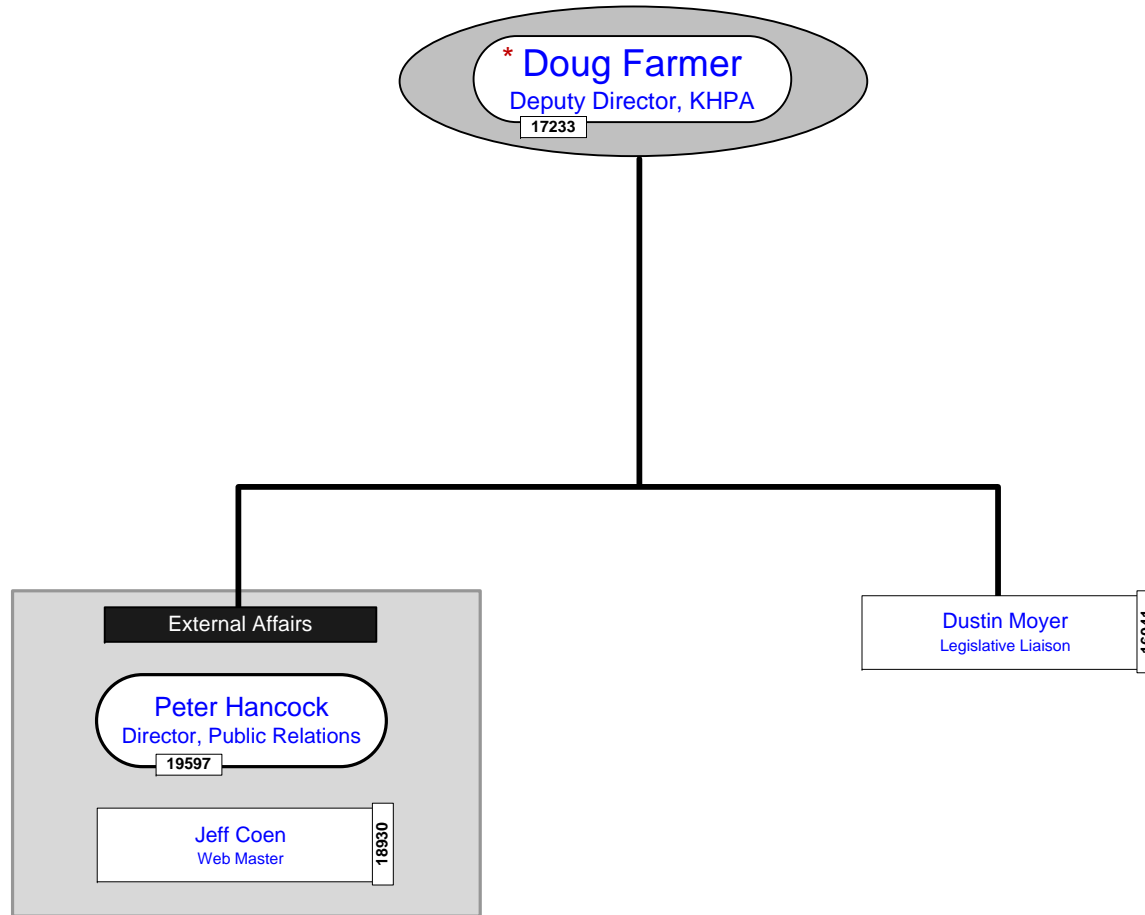 * Doug Farmer
Deputy Director, KHPA
17233
External Affairs
Peter Hancock
Director, Public Relations
19597
Jeff Coen
Web Master
18930
Dustin Moyer
Legislative Liaison